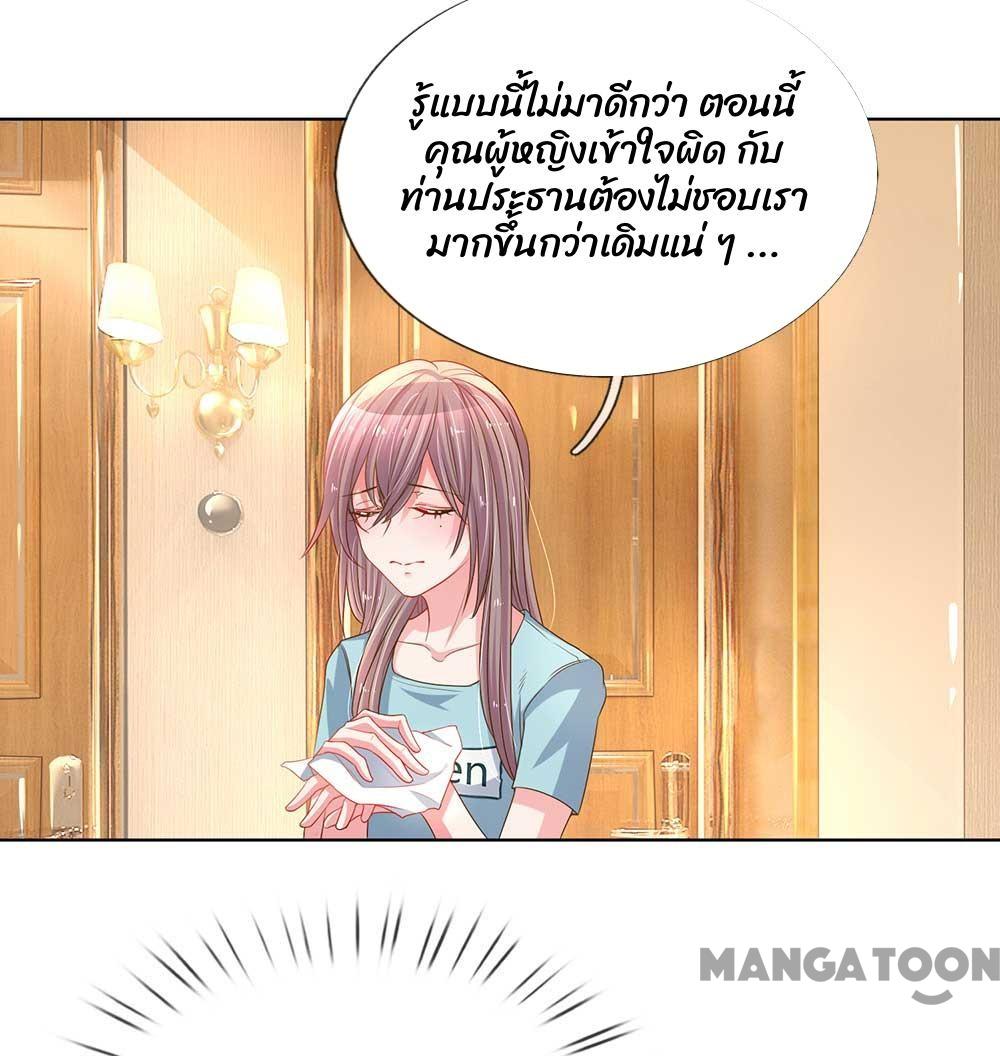 รู้แบบนี้ไม่มาดีกว่า ตอนนี้
คุณผู้หญิงเข้าใจผิด กับ
ท่านประธานต้องไม่ชอบเรา
มากขึ้นกว่าเดิมแน่ ๆ ...
en
MANGATOON